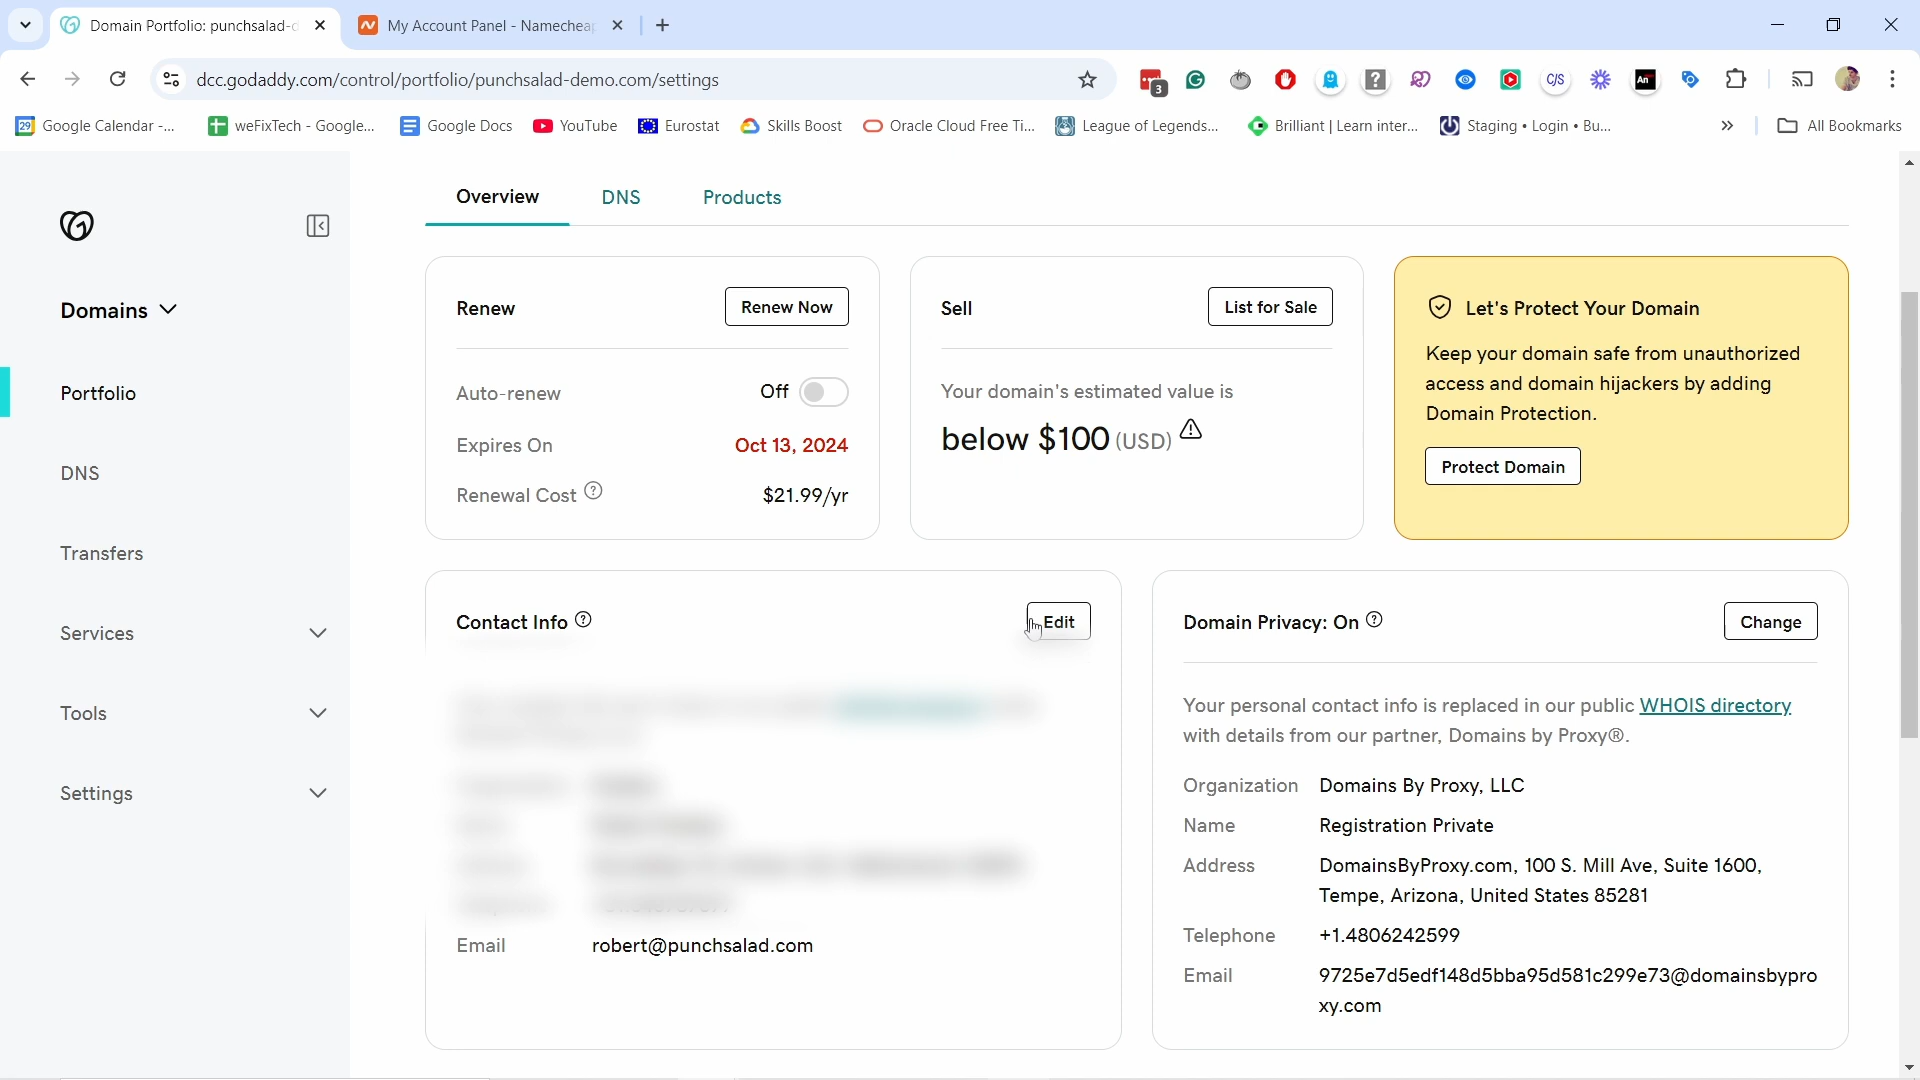 Domain Portfolio: punchsalad-d
My Account Panel - Namecheap
dcc.godaddy.com/control/portfolio/punchsalad-demo.com/settings
3
C/S
An
29 Google Calendar -...
weFixTech - Google...
Google Docs
YouTube
Eurostat
Skills Boost
Oracle Cloud Free Ti...
League of Legends...
Brilliant | Learn inter...
Staging • Login • Bu...
All Bookmarks
Overview
DNS
Products
Domains
Portfolio
DNS
Transfers
Services
Tools
Settings
Renew
Renew Now
Auto-renew
Off
Expires On
Oct 13, 2024
Renewal Cost
$21.99/yr
Sell
List for Sale
Your domain's estimated value is
below $100 (USD)
Let's Protect Your Domain
Keep your domain safe from unauthorized
access and domain hijackers by adding
Domain Protection.
Protect Domain
Contact Info
Edit
Email
robert@punchsalad.com
Domain Privacy: On
Change
Your personal contact info is replaced in our public WHOIS directory
with details from our partner, Domains by Proxy®.
Organization
Domains By Proxy, LLC
Name
Registration Private
Address
DomainsByProxy.com, 100 S. Mill Ave, Suite 1600,
Tempe, Arizona, United States 85281
Telephone
+1.4806242599
Email
9725e7d5edf148d5bba95d581c299e73@domainsbypro
xy.com